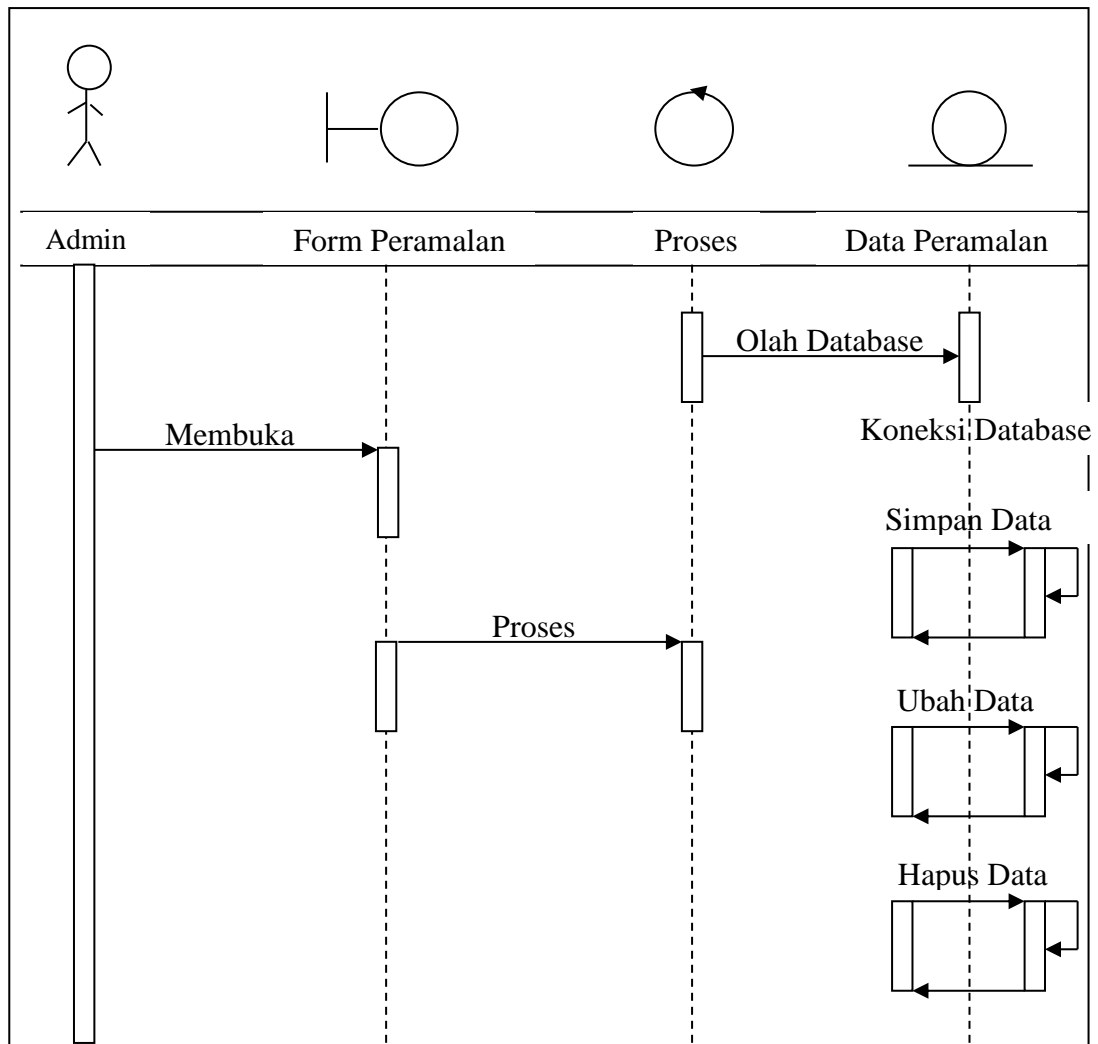 Admin
Form Peramalan
Proses
Data Peramalan
Olah Database
Membuka
Koneksi Database
Simpan Data
Proses
Ubah Data
Hapus Data